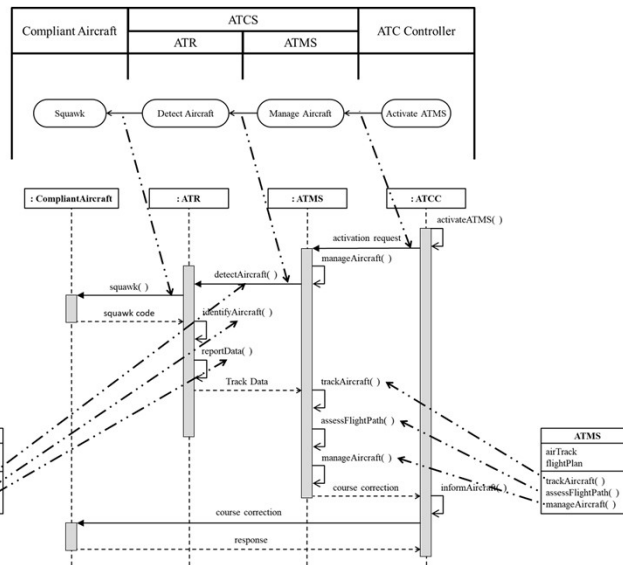 Compliant Aircraft
ATCS
ATR
ATMS
ATC Controller
Squawk
Detect Aircraft
Manage Aircraft
Activate ATMS
: CompliantAircraft
: ATR
: ATMS
: ATCC
activateATMS( )
activation request
manageAircraft( )
detectAircraft( )
squawk( )
squawk code
identifyAircraft( )
reportData( )
Track Data
trackAircraft( )
assessFlightPath( )
manageAircraft( )
course correction
informAircraft( )
course correction
response
ATMS
airTrack
flightPlan
trackAircraft( )
assessFlightPath( )
manageAircraft( )